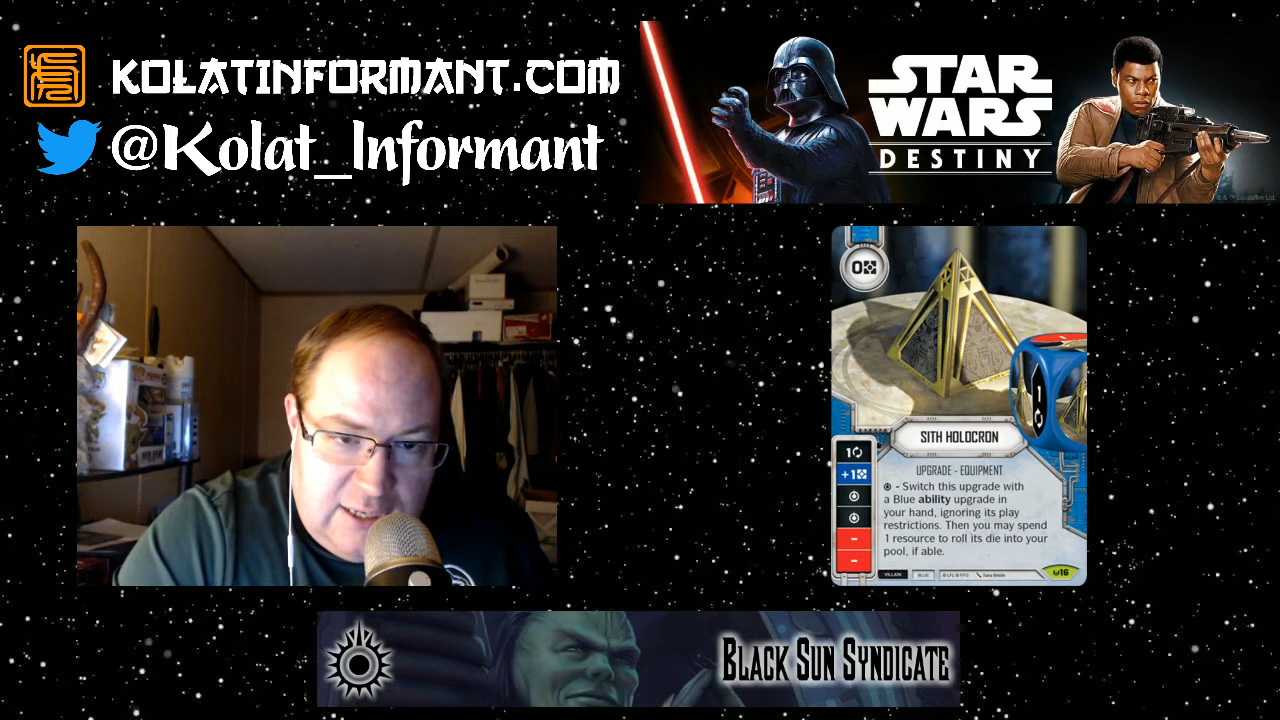 KOLATINFORMANT.COM
@Kolat_Informant
STAR
WARS
DESTINY
0
SITH HOLOCRON
UPGRADE - EQUIPMENT
- Switch this upgrade with
a Blue ability upgrade in
your hand, ignoring its play
restrictions. Then you may spend
1 resource to roll its die into your
pool, if able.
1
+1
-
-
VILLAIN
BLUE
16
BLACK SUN SYNDICATE